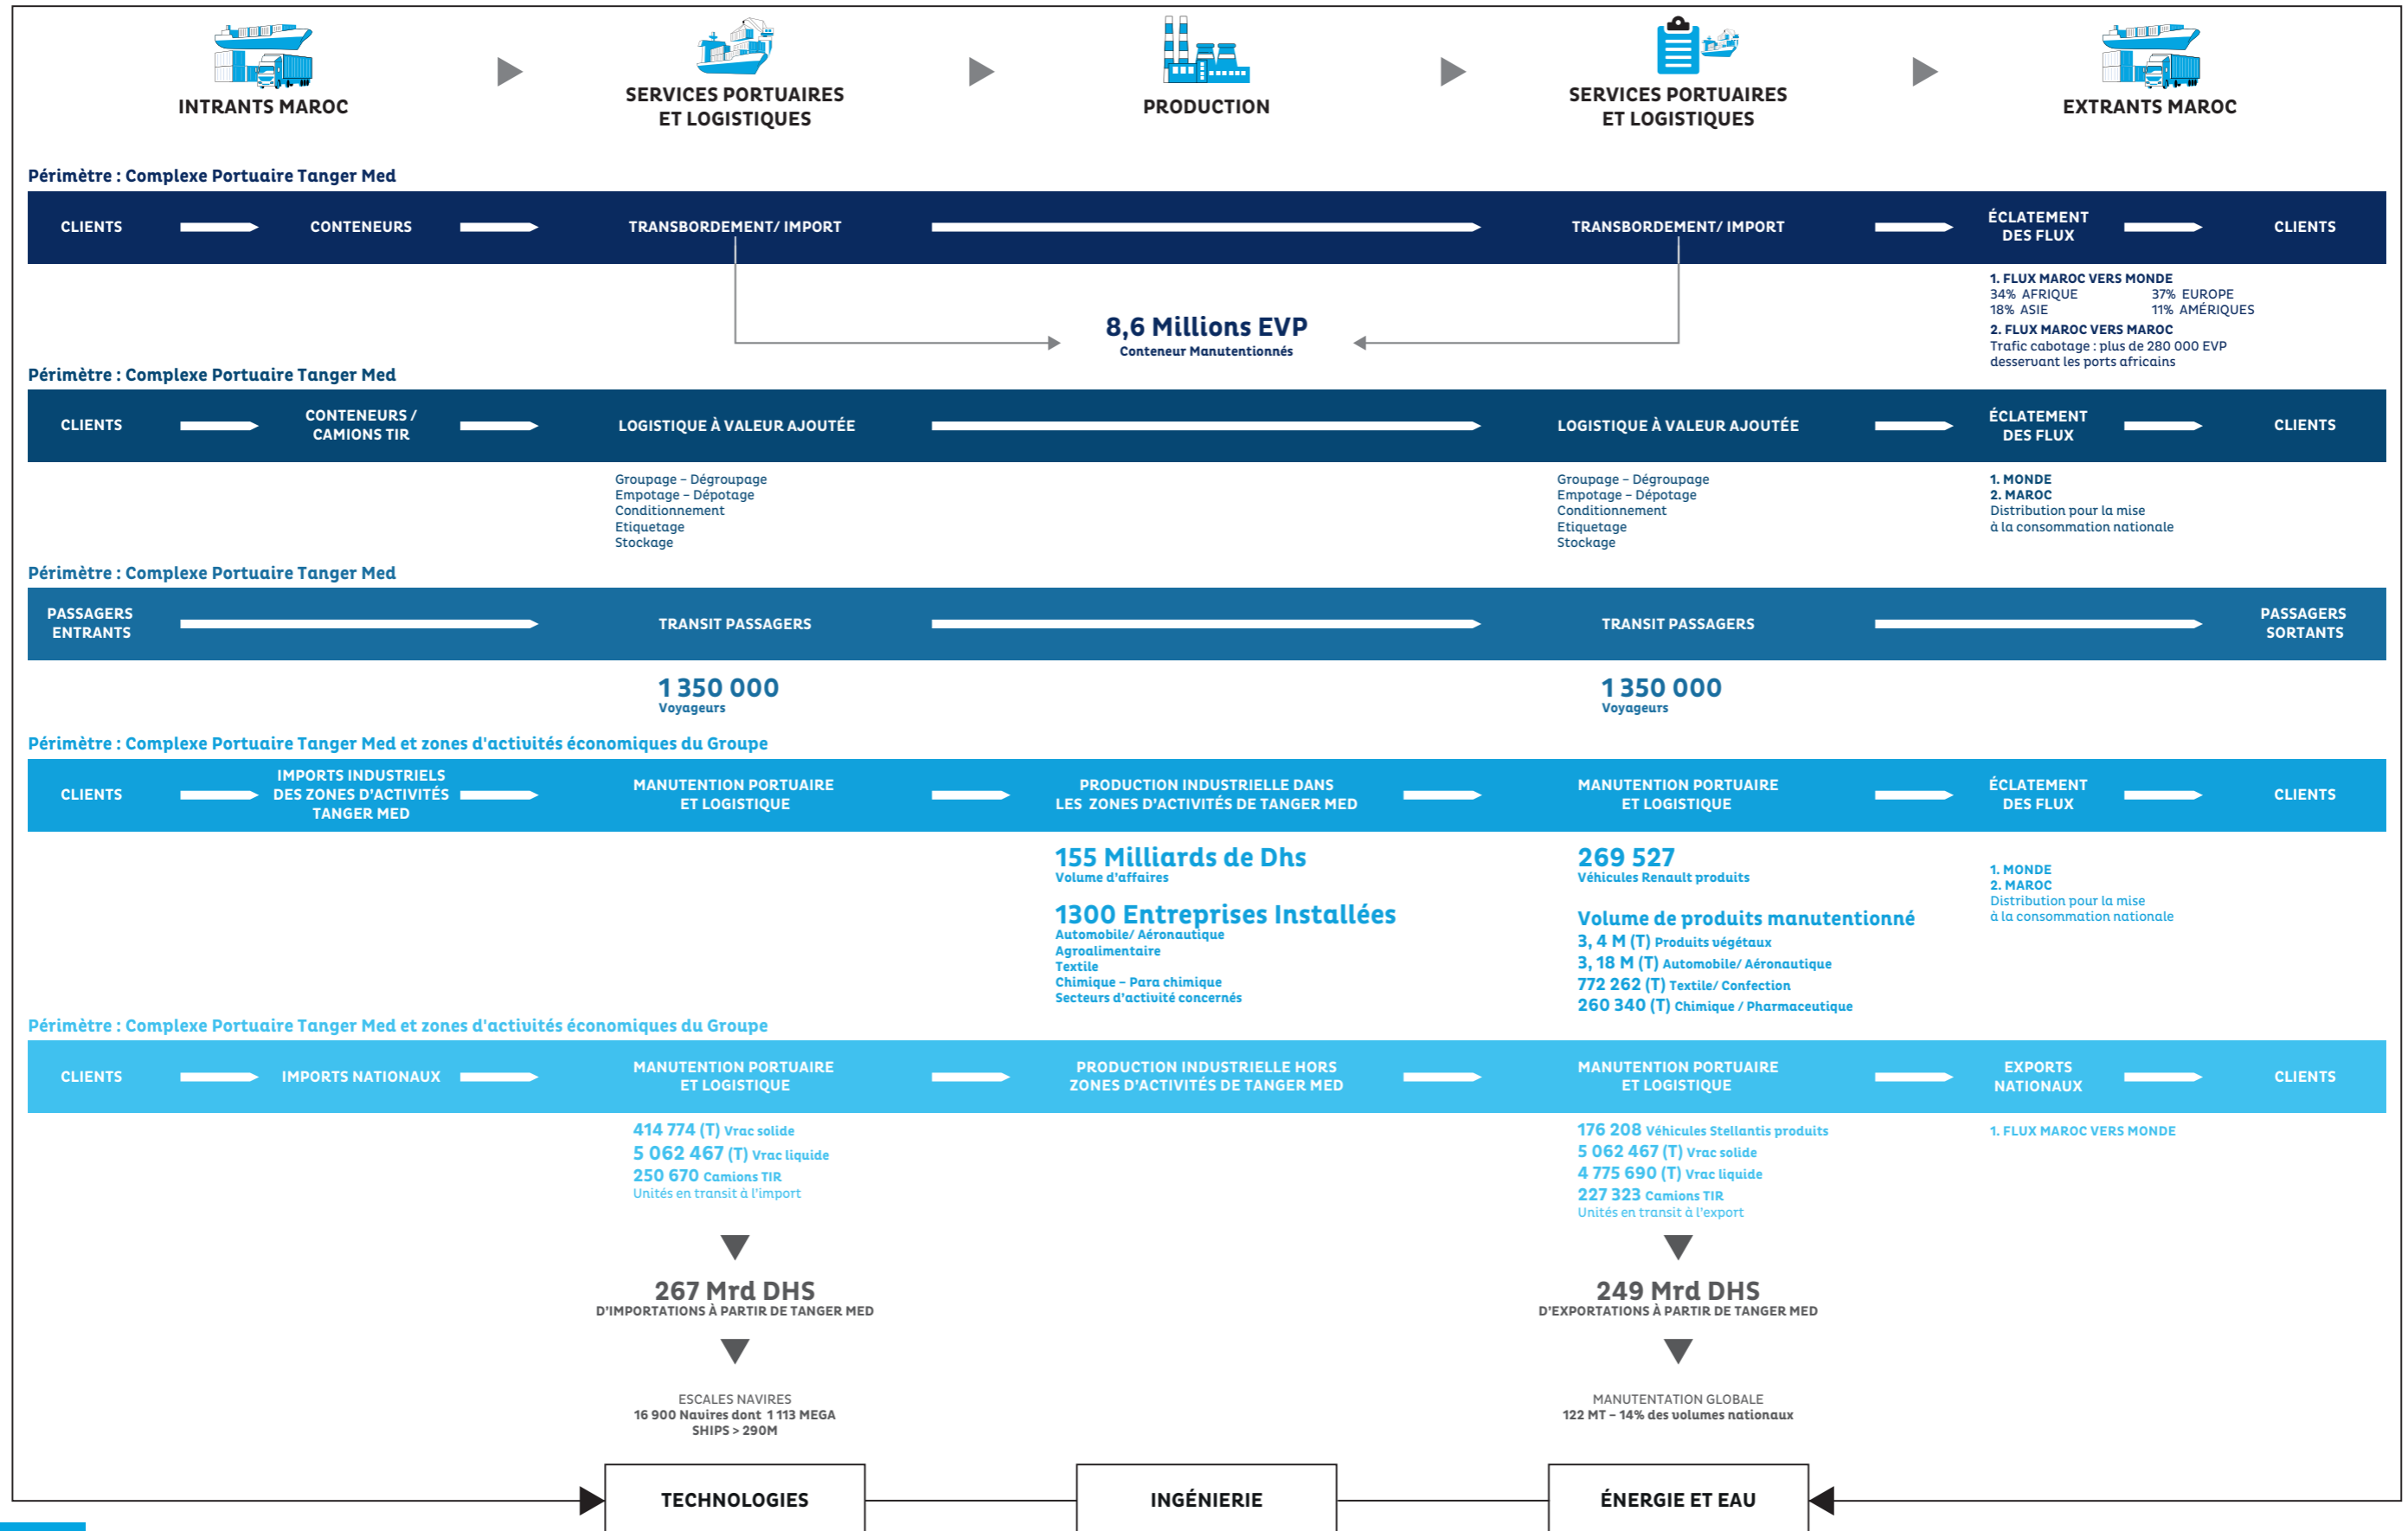 INTRANTS MAROC
SERVICES PORTUAIRES
ET LOGISTIQUES
PRODUCTION
SERVICES PORTUAIRES
ET LOGISTIQUES
EXTRANTS MAROC
Périmètre : Complexe Portuaire Tanger Med
CLIENTS
CONTENEURS
TRANSBORDEMENT/ IMPORT
TRANSBORDEMENT/ IMPORT
ÉCLATEMENT
DES FLUX
CLIENTS
8,6 Millions EVP
Conteneur Manutentionnés
1. FLUX MAROC VERS MONDE
34% AFRIQUE 37% EUROPE
18% ASIE 11% AMÉRIQUES
2. FLUX MAROC VERS MAROC
Trafic cabotage : plus de 280 000 EVP
desservant les ports africains
Périmètre : Complexe Portuaire Tanger Med
CLIENTS
CONTENEURS /
CAMIONS TIR
LOGISTIQUE À VALEUR AJOUTÉE
LOGISTIQUE À VALEUR AJOUTÉE
ÉCLATEMENT
DES FLUX
CLIENTS
Groupage – Dégroupage
Empotage – Dépotage
Conditionnement
Etiquetage
Stockage
Groupage – Dégroupage
Empotage – Dépotage
Conditionnement
Etiquetage
Stockage
1. MONDE
2. MAROC
Distribution pour la mise
à la consommation nationale
Périmètre : Complexe Portuaire Tanger Med
PASSAGERS
ENTRANTS
TRANSIT PASSAGERS
TRANSIT PASSAGERS
PASSAGERS
SORTANTS
1 350 000
Voyageurs
1 350 000
Voyageurs
Périmètre : Complexe Portuaire Tanger Med et zones d'activités économiques du Groupe
CLIENTS
IMPORTS INDUSTRIELS
DES ZONES D'ACTIVITÉS
TANGER MED
MANUTENTION PORTUAIRE
ET LOGISTIQUE
PRODUCTION INDUSTRIELLE DANS
LES ZONES D'ACTIVITÉS DE TANGER MED
MANUTENTION PORTUAIRE
ET LOGISTIQUE
ÉCLATEMENT
DES FLUX
CLIENTS
155 Milliards de Dhs
Volume d'affaires
1300 Entreprises Installées
Automobile/ Aéronautique
Agroalimentaire
Textile
Chimique – Para chimique
Secteurs d'activité concernés
269 527
Véhicules Renault produits
Volume de produits manutentionné
3, 4 M (T) Produits végétaux
3, 18 M (T) Automobile/ Aéronautique
772 262 (T) Textile/ Confection
260 340 (T) Chimique / Pharmaceutique
1. MONDE
2. MAROC
Distribution pour la mise
à la consommation nationale
Périmètre : Complexe Portuaire Tanger Med et zones d'activités économiques du Groupe
CLIENTS
IMPORTS NATIONAUX
MANUTENTION PORTUAIRE
ET LOGISTIQUE
PRODUCTION INDUSTRIELLE HORS
ZONES D'ACTIVITÉS DE TANGER MED
MANUTENTION PORTUAIRE
ET LOGISTIQUE
EXPORTS
NATIONAUX
CLIENTS
414 774 (T) Vrac solide
5 062 467 (T) Vrac liquide
250 670 Camions TIR
Unités en transit à l'import
176 208 Véhicules Stellantis produits
5 062 467 (T) Vrac solide
4 775 690 (T) Vrac liquide
227 323 Camions TIR
Unités en transit à l'export
1. FLUX MAROC VERS MONDE
267 Mrd DHS
D'IMPORTATIONS À PARTIR DE TANGER MED
249 Mrd DHS
D'EXPORTATIONS À PARTIR DE TANGER MED
ESCALES NAVIRES
16 900 Navires dont 1 113 MEGA
SHIPS > 290M
MANUTENTATION GLOBALE
122 MT – 14% des volumes nationaux
TECHNOLOGIES
INGÉNIERIE
ÉNERGIE ET EAU